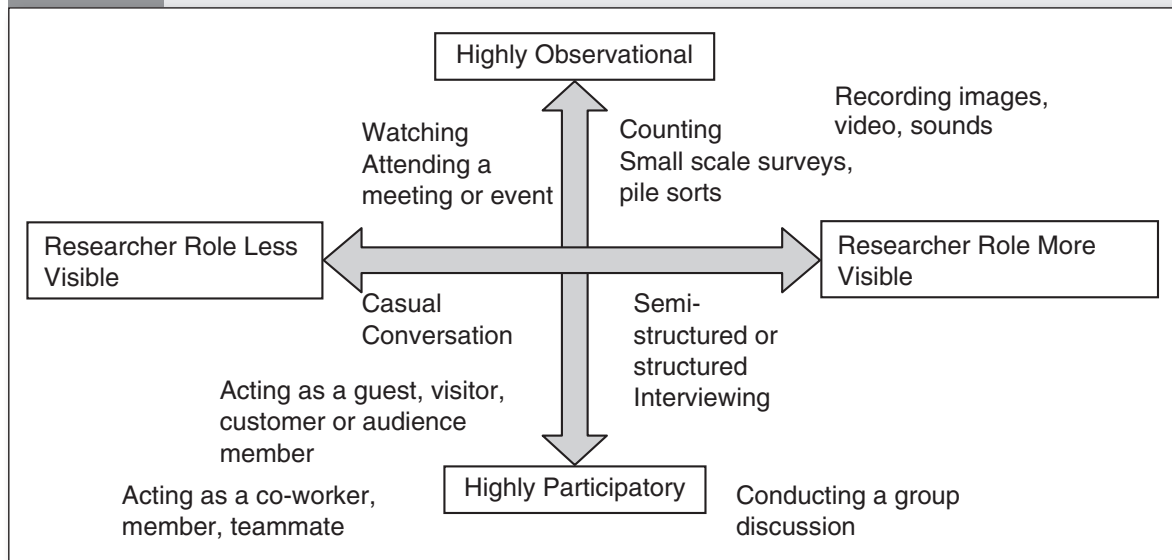 Highly Observational
Recording images,
video, sounds
Watching
Attending a
meeting or event
Counting
Small scale surveys,
pile sorts
Researcher Role Less
Visible
Researcher Role More
Visible
Casual
Conversation
Semi-
structured or
structured
Interviewing
Acting as a guest, visitor,
customer or audience
member
Acting as a co-worker,
member, teammate
Highly Participatory
Conducting a group
discussion